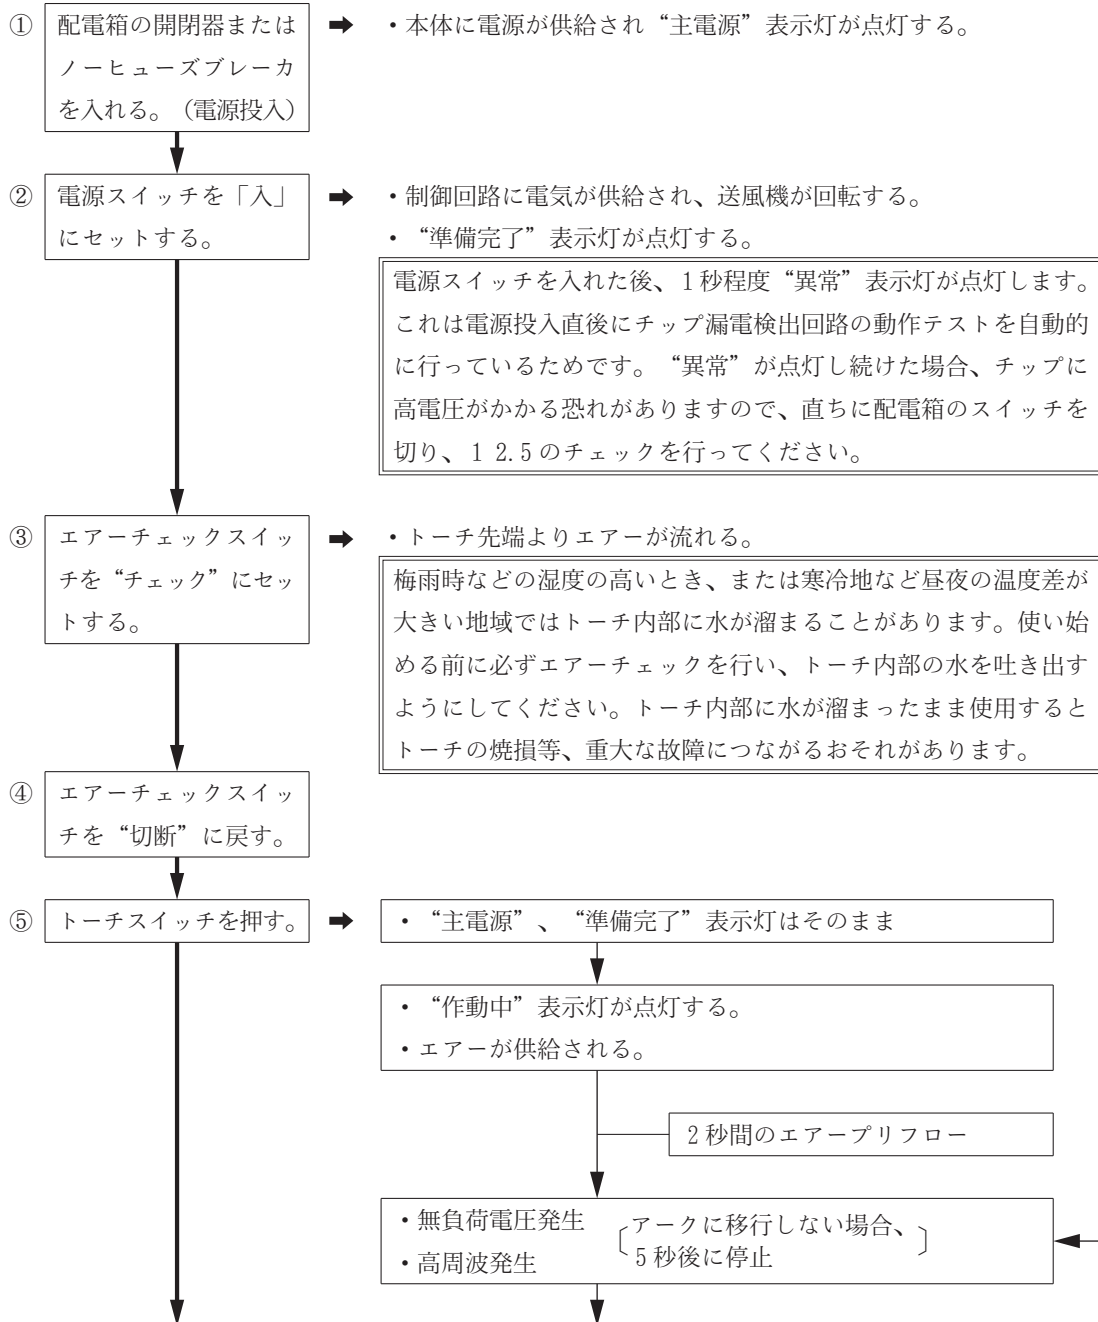 ① 配電箱の開閉器または
ノーヒューズブレーカ
を入れる。（電源投入）
➡ ・本体に電源が供給され“主電源”表示灯が点灯する。
② 電源スイッチを「入」
にセットする。
➡ ・制御回路に電気が供給され、送風機が回転する。
・“準備完了”表示灯が点灯する。
電源スイッチを入れた後、1秒程度“異常”表示灯が点灯します。
これは電源投入直後にチップ漏電検出回路の動作テストを自動的
に行っているためです。“異常”が点灯し続けた場合、チップに
高電圧がかかる恐れがありますので、直ちに配電箱のスイッチを
切り、１２.5のチェックを行ってください。
③ エアーチェックスイッ
チを“チェック”にセッ
トする。
➡ ・トーチ先端よりエアーが流れる。
梅雨時などの湿度の高いとき、または寒冷地など昼夜の温度差が
大きい地域ではトーチ内部に水が溜まることがあります。使い始
める前に必ずエアーチェックを行い、トーチ内部の水を吐き出す
ようにしてください。トーチ内部に水が溜まったまま使用すると
トーチの焼損等、重大な故障につながるおそれがあります。
④ エアーチェックスイッ
チを“切断”に戻す。
⑤ トーチスイッチを押す。
➡ ・“主電源”、“準備完了”表示灯はそのまま
・“作動中”表示灯が点灯する。
・エアーが供給される。
2秒間のエアープリフロー
・無負荷電圧発生
・高周波発生
〔アークに移行しない場合、
5秒後に停止〕